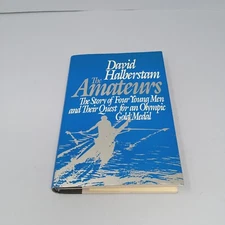 David
Halberstam
The
Amateurs
The Story of Four Young Men
and Their Quest for an Olympic
Gold Medal